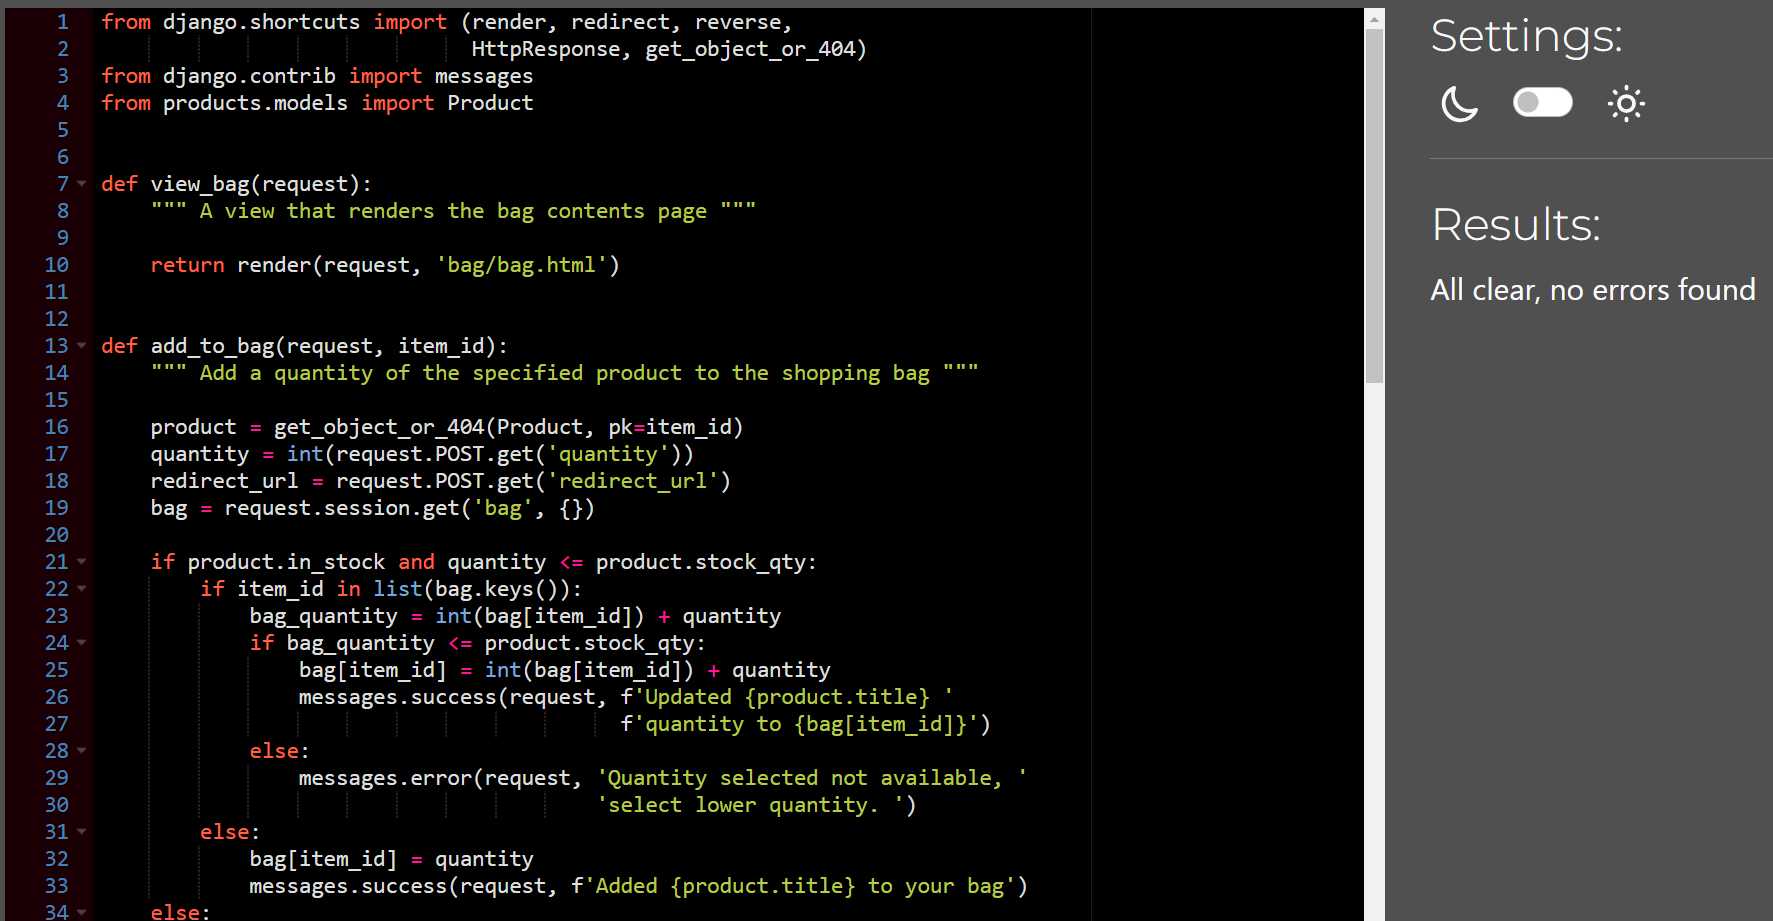 1 from django.shortcuts import (render, redirect, reverse,
2                               HttpResponse, get_object_or_404)
3 from django.contrib import messages
4 from products.models import Product
5
6
7 def view_bag(request):
8     """ A view that renders the bag contents page """
9
10     return render(request, 'bag/bag.html')
11
12
13 def add_to_bag(request, item_id):
14     """ Add a quantity of the specified product to the shopping bag """
15
16     product = get_object_or_404(Product, pk=item_id)
17     quantity = int(request.POST.get('quantity'))
18     redirect_url = request.POST.get('redirect_url')
19     bag = request.session.get('bag', {})
20
21     if product.in_stock and quantity <= product.stock_qty:
22         if item_id in list(bag.keys()):
23             bag_quantity = int(bag[item_id]) + quantity
24             if bag_quantity <= product.stock_qty:
25                 bag[item_id] = int(bag[item_id]) + quantity
26                 messages.success(request, f'Updated {product.title} '
27                                           f'quantity to {bag[item_id]}')
28             else:
29                 messages.error(request, 'Quantity selected not available, '
30                                         'select lower quantity. ')
31         else:
32             bag[item_id] = quantity
33             messages.success(request, f'Added {product.title} to your bag')
34     else:
Settings:
Results:
All clear, no errors found